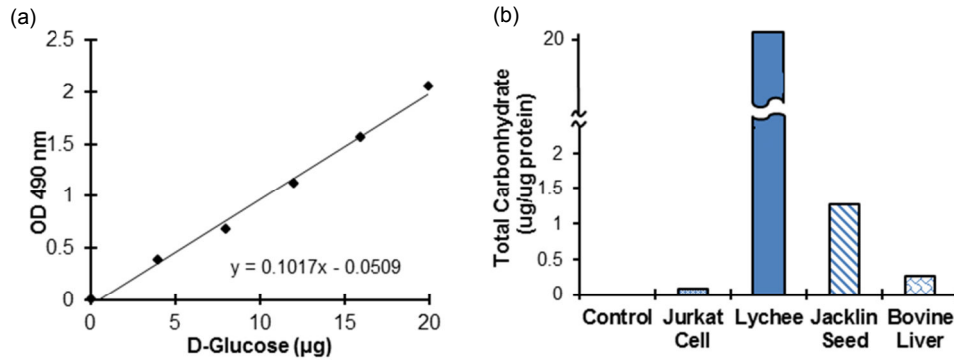 (a)
2.5
2
1.5
1
0.5
0
OD 490 nm
y = 0.1017x - 0.0509
0
5
10
15
20
D-Glucose (µg)
(b)
20
2
1.5
1
0.5
0
Total Carbonhydrate
(ug/ug protein)
Control
Jurkat
Cell
Lychee
Jacklin
Seed
Bovine
Liver